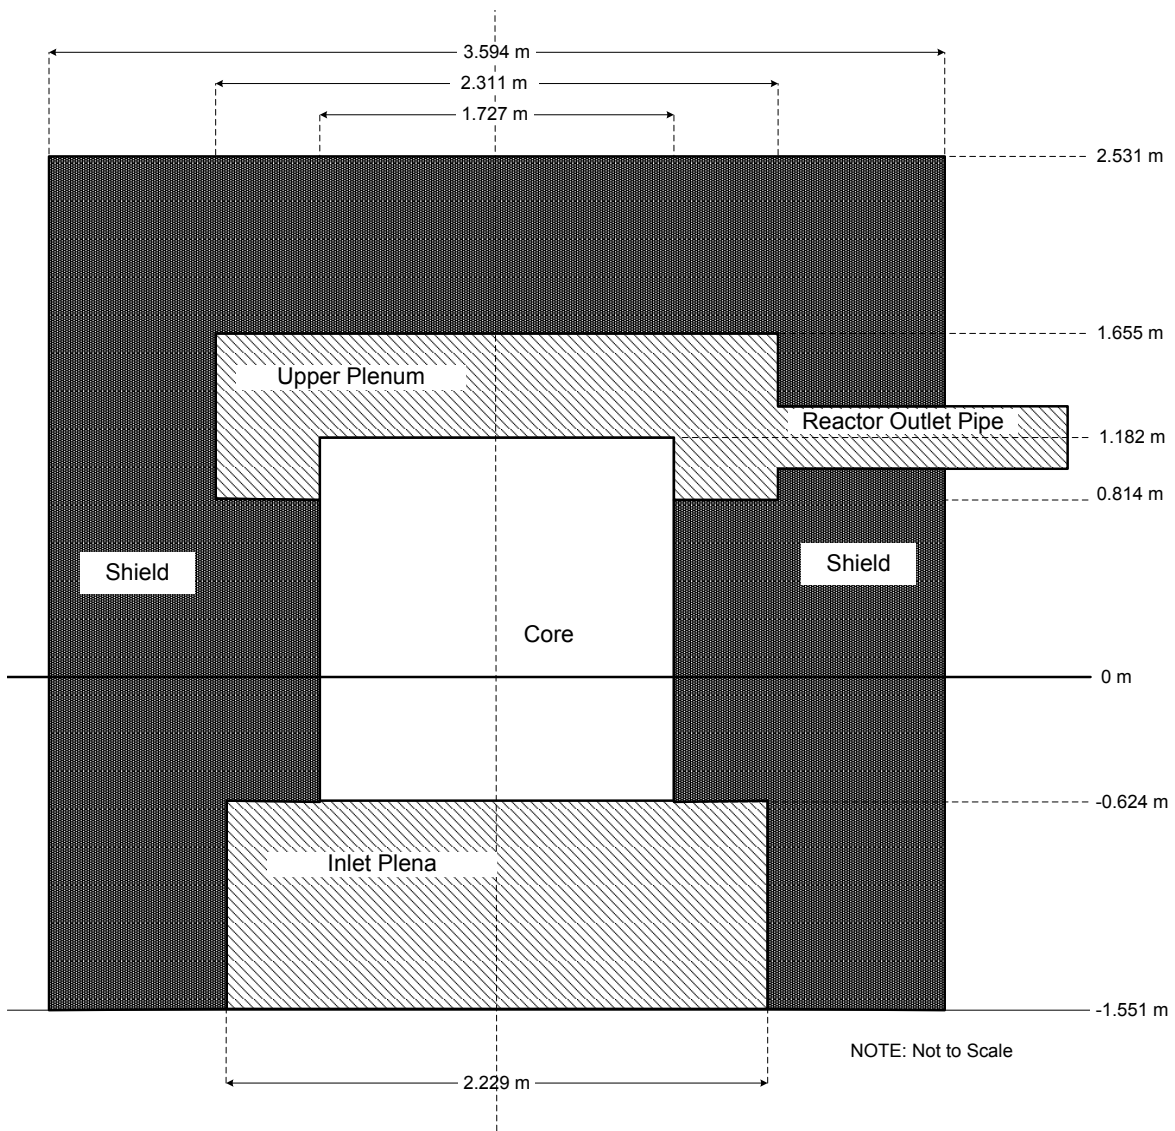 3.594 m
2.311 m
1.727 m
2.531 m
1.655 m
Upper Plenum
Reactor Outlet Pipe
1.182 m
0.814 m
Shield
Shield
Core
0 m
-0.624 m
Inlet Plena
-1.551 m
NOTE: Not to Scale
2.229 m